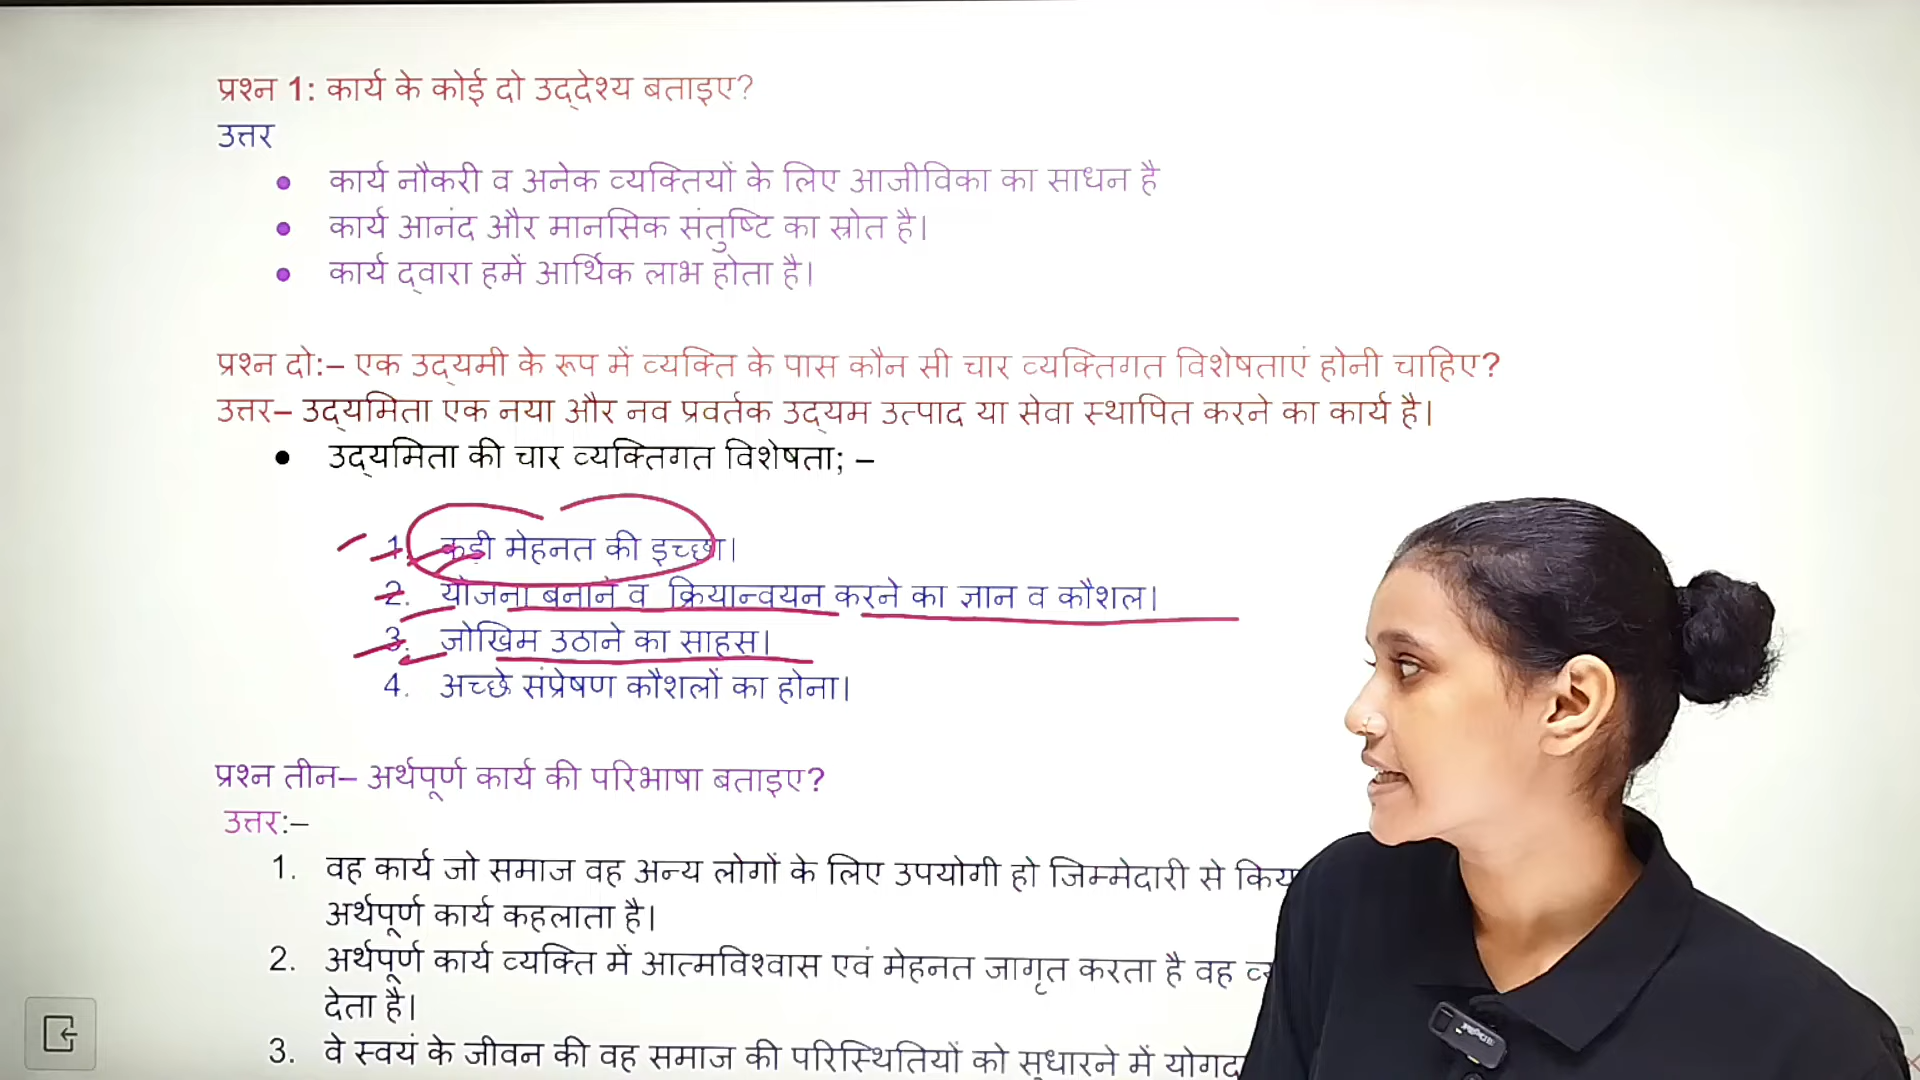 प्रश्न 1: कार्य के कोई दो उद्देश्य बताइए?
उत्तर
• कार्य नौकरी व अनेक व्यक्तियों के लिए आजीविका का साधन है
• कार्य आनंद और मानसिक संतुष्टि का स्रोत है।
• कार्य द्वारा हमें आर्थिक लाभ होता है।
प्रश्न दो:– एक उद्यमी के रूप में व्यक्ति के पास कौन सी चार व्यक्तिगत विशेषताएं होनी चाहिए?
उत्तर– उद्यमिता एक नया और नव प्रवर्तक उद्यम उत्पाद या सेवा स्थापित करने का कार्य है।
• उद्यमिता की चार व्यक्तिगत विशेषता; –
1. कड़ी मेहनत की इच्छा।
2. योजना बनाने व क्रियान्वयन करने का ज्ञान व कौशल।
3. जोखिम उठाने का साहस।
4. अच्छे संप्रेषण कौशलों का होना।
प्रश्न तीन– अर्थपूर्ण कार्य की परिभाषा बताइए?
उत्तर:–
1. वह कार्य जो समाज वह अन्य लोगों के लिए उपयोगी हो जिम्मेदारी से
अर्थपूर्ण कार्य कहलाता है।
2. अर्थपूर्ण कार्य व्यक्ति में आत्मविश्वास एवं मेहनत जागृत करता है वह
देता है।
3. वे स्वयं के जीवन की वह समाज की परिस्थितियों को सुधारने में